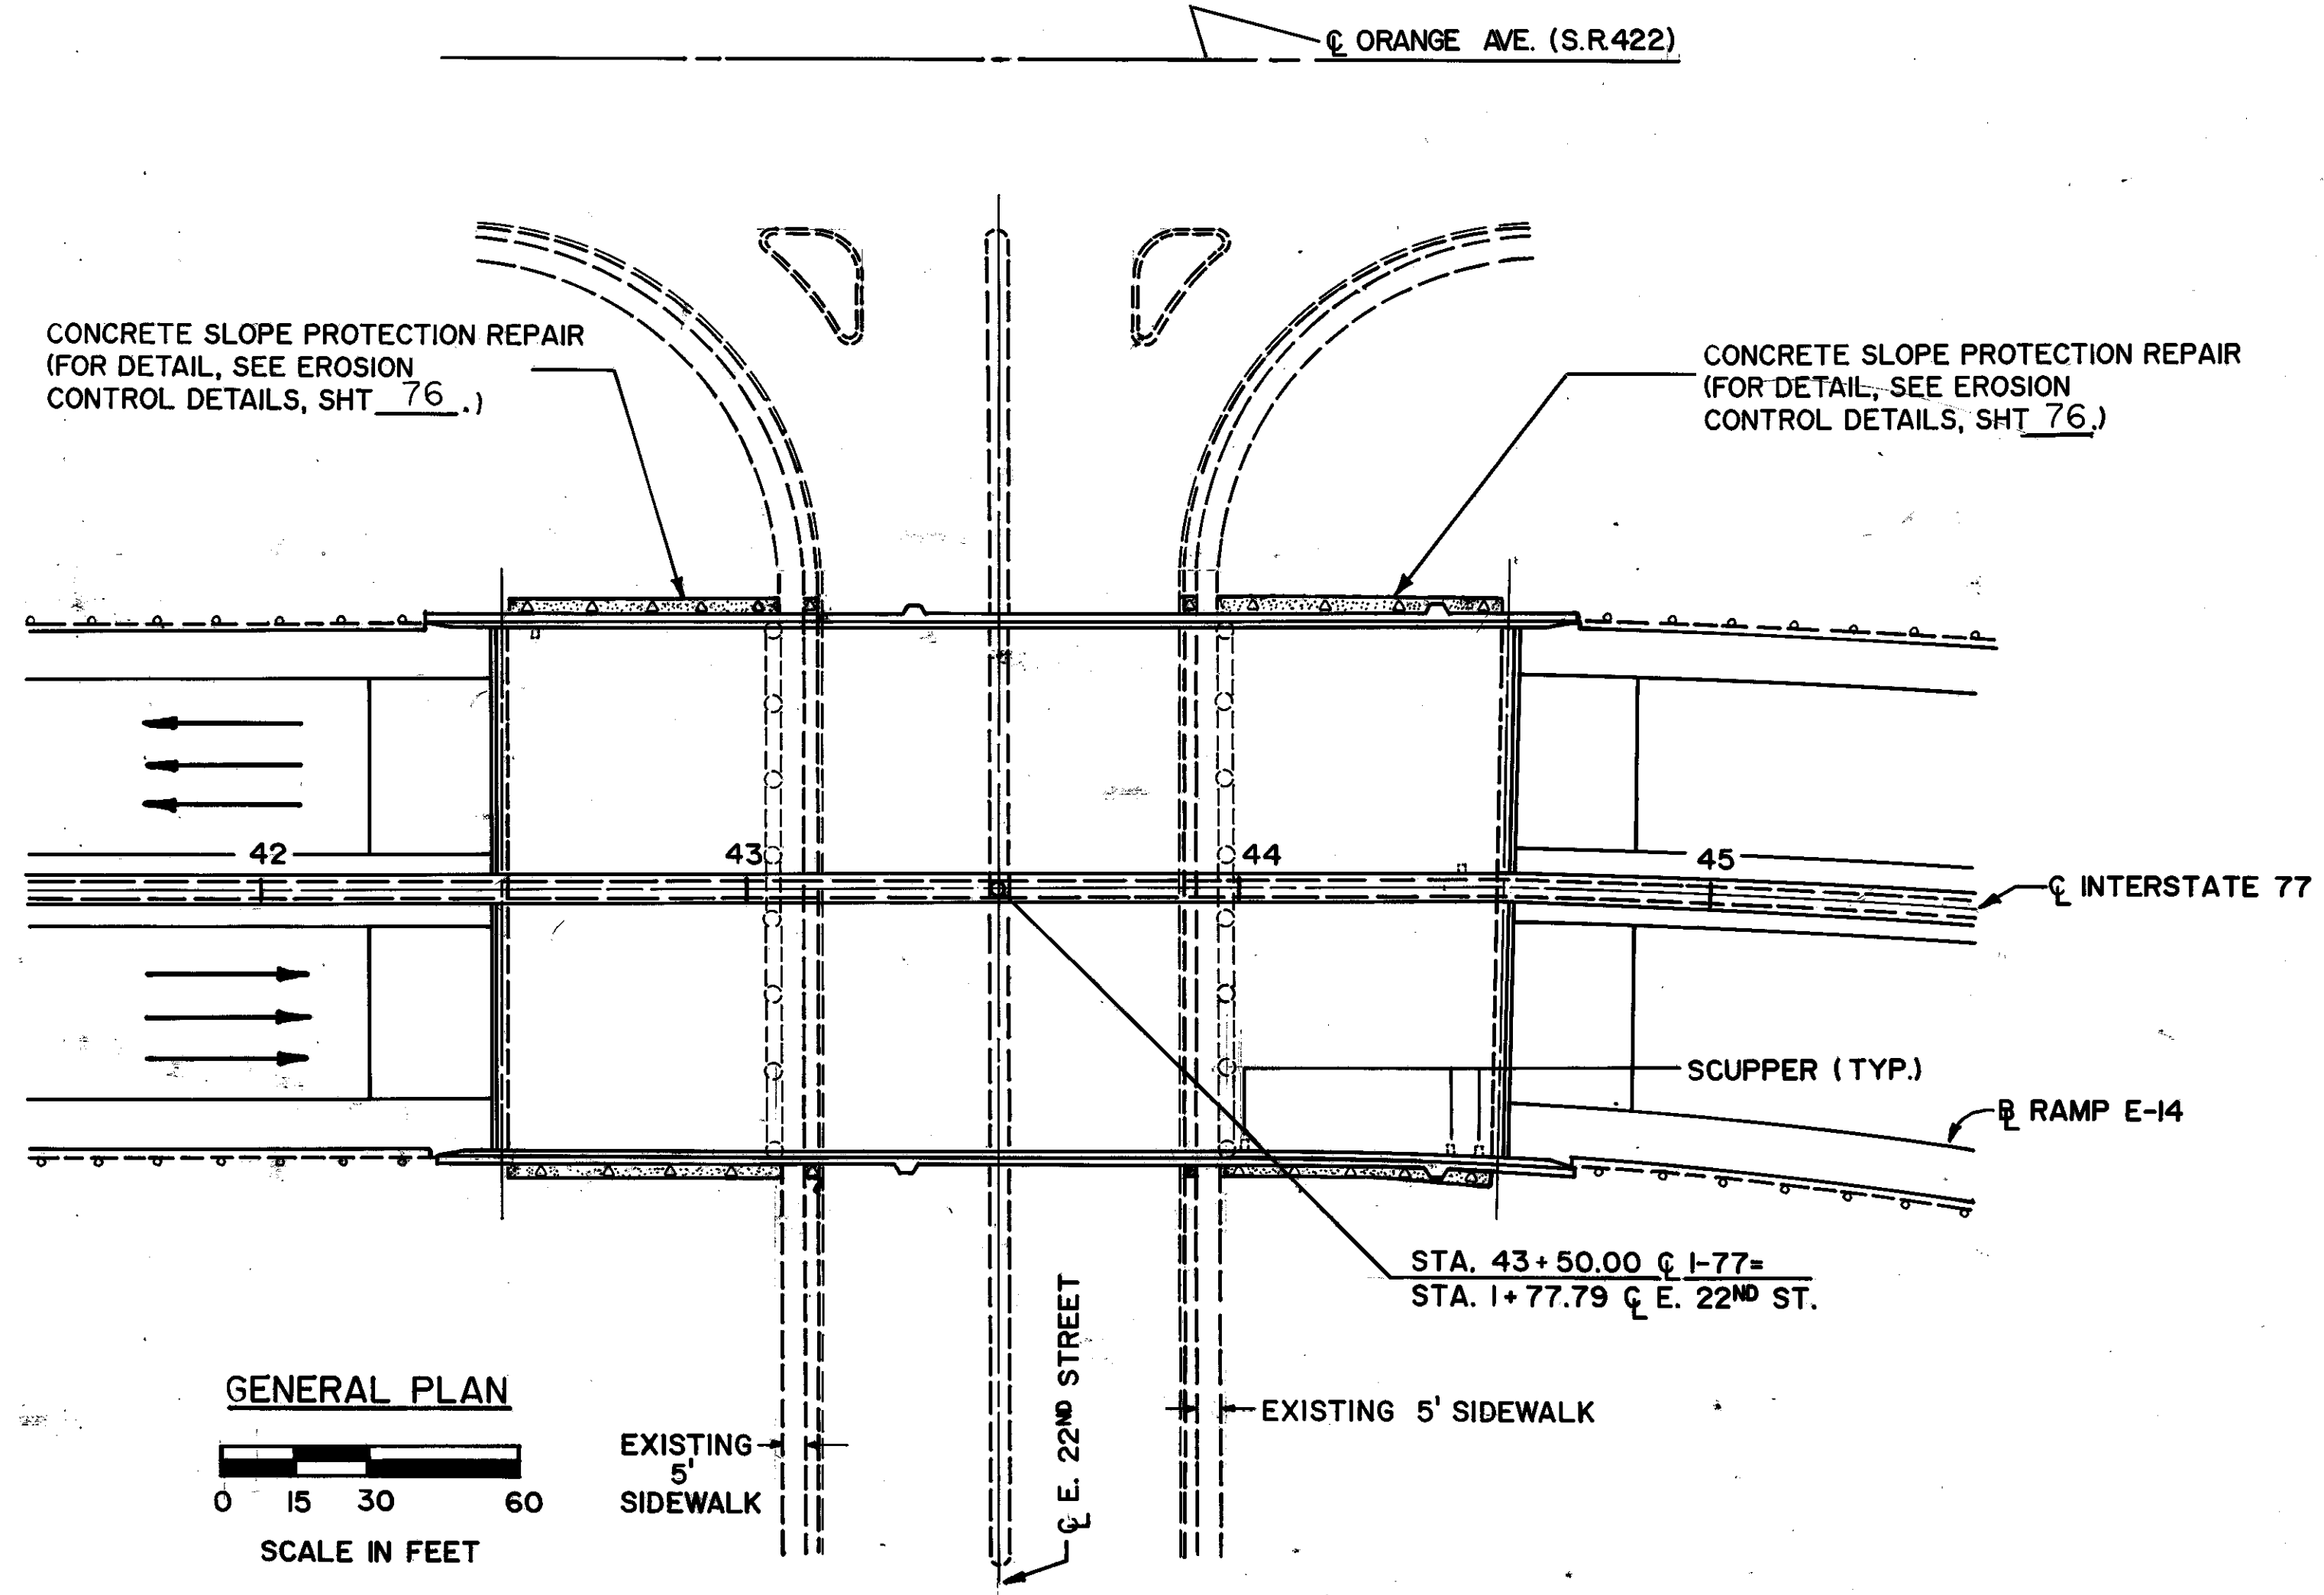 ℄ ORANGE AVE. (S.R.422)
CONCRETE SLOPE PROTECTION REPAIR
(FOR DETAIL, SEE EROSION
CONTROL DETAILS, SHT 76.)
CONCRETE SLOPE PROTECTION REPAIR
(FOR DETAIL, SEE EROSION
CONTROL DETAILS, SHT 76.)
42
43
44
45
℄ INTERSTATE 77
SCUPPER (TYP.)
BL RAMP E-14
STA. 43+50.00 ℄ I-77=
STA. 1+77.79 ℄ E. 22ND ST.
℄ E. 22ND STREET
EXISTING 5' SIDEWALK
EXISTING
5'
SIDEWALK
GENERAL PLAN
0 15 30 60
SCALE IN FEET